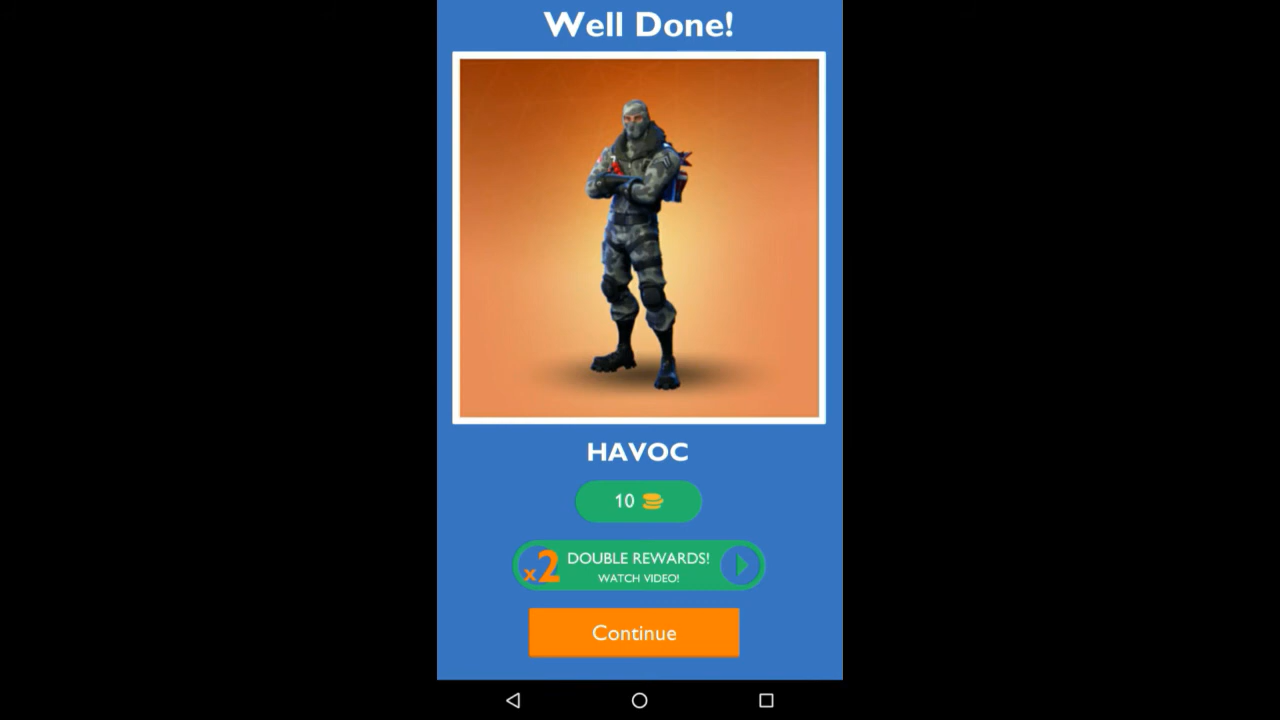 Well Done!
HAVOC
10
x2
DOUBLE REWARDS!
WATCH VIDEO!
Continue